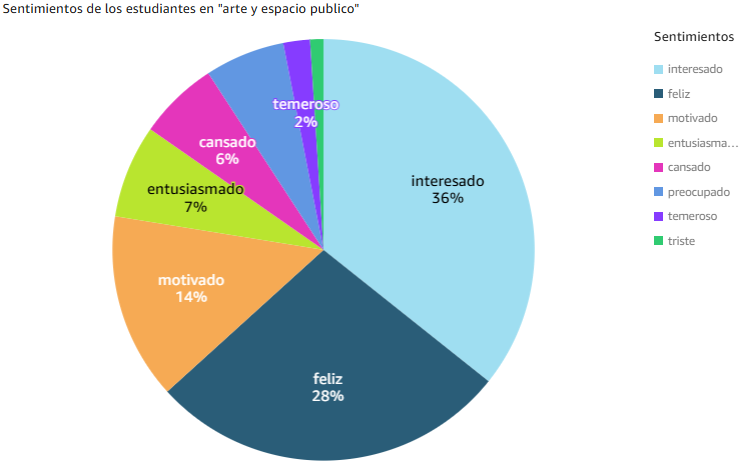 Sentimientos de los estudiantes en "arte y espacio publico"
Sentimientos
interesado
feliz
motivado
entusiasma...
cansado
preocupado
temeroso
triste
temeroso
2%
cansado
6%
entusiasmado
7%
interesado
36%
motivado
14%
feliz
28%